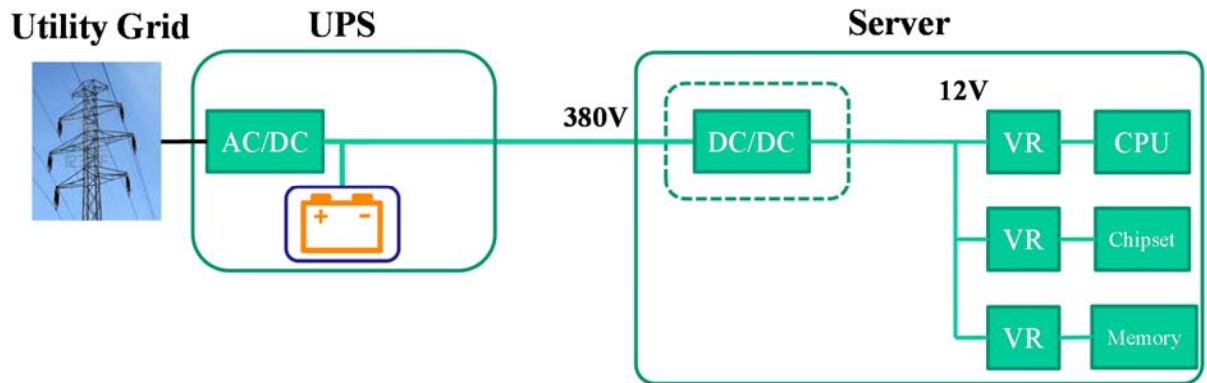 Utility Grid
UPS
Server
AC/DC
+ -
380V
DC/DC
12V
VR
CPU
VR
Chipset
VR
Memory